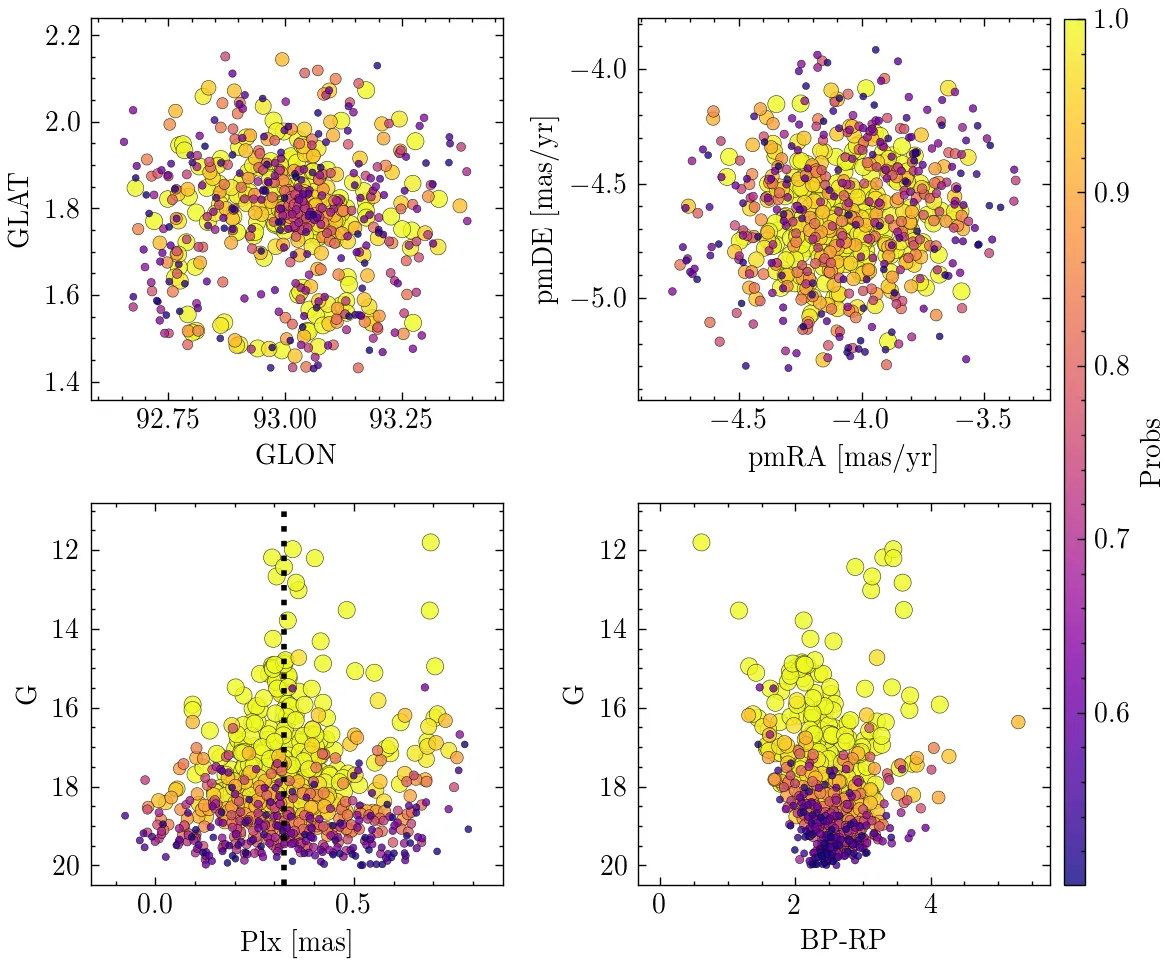 2.2
2.0
1.8
1.6
1.4
GLAT
92.75 93.00 93.25
GLON
−4.0
−4.5
−5.0
pmDE [mas/yr]
−4.5 −4.0 −3.5
pmRA [mas/yr]
12
14
16
18
20
G
0.0 0.5
Plx [mas]
12
14
16
18
20
G
0 2 4
BP-RP
1.0
0.9
0.8
0.7
0.6
Probs